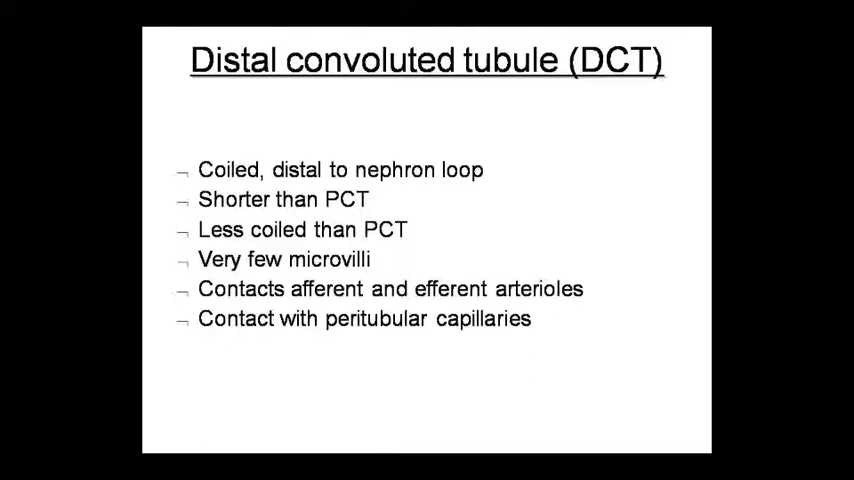 Distal convoluted tubule (DCT)
¬ Coiled, distal to nephron loop
¬ Shorter than PCT
¬ Less coiled than PCT
¬ Very few microvilli
¬ Contacts afferent and efferent arterioles
¬ Contact with peritubular capillaries